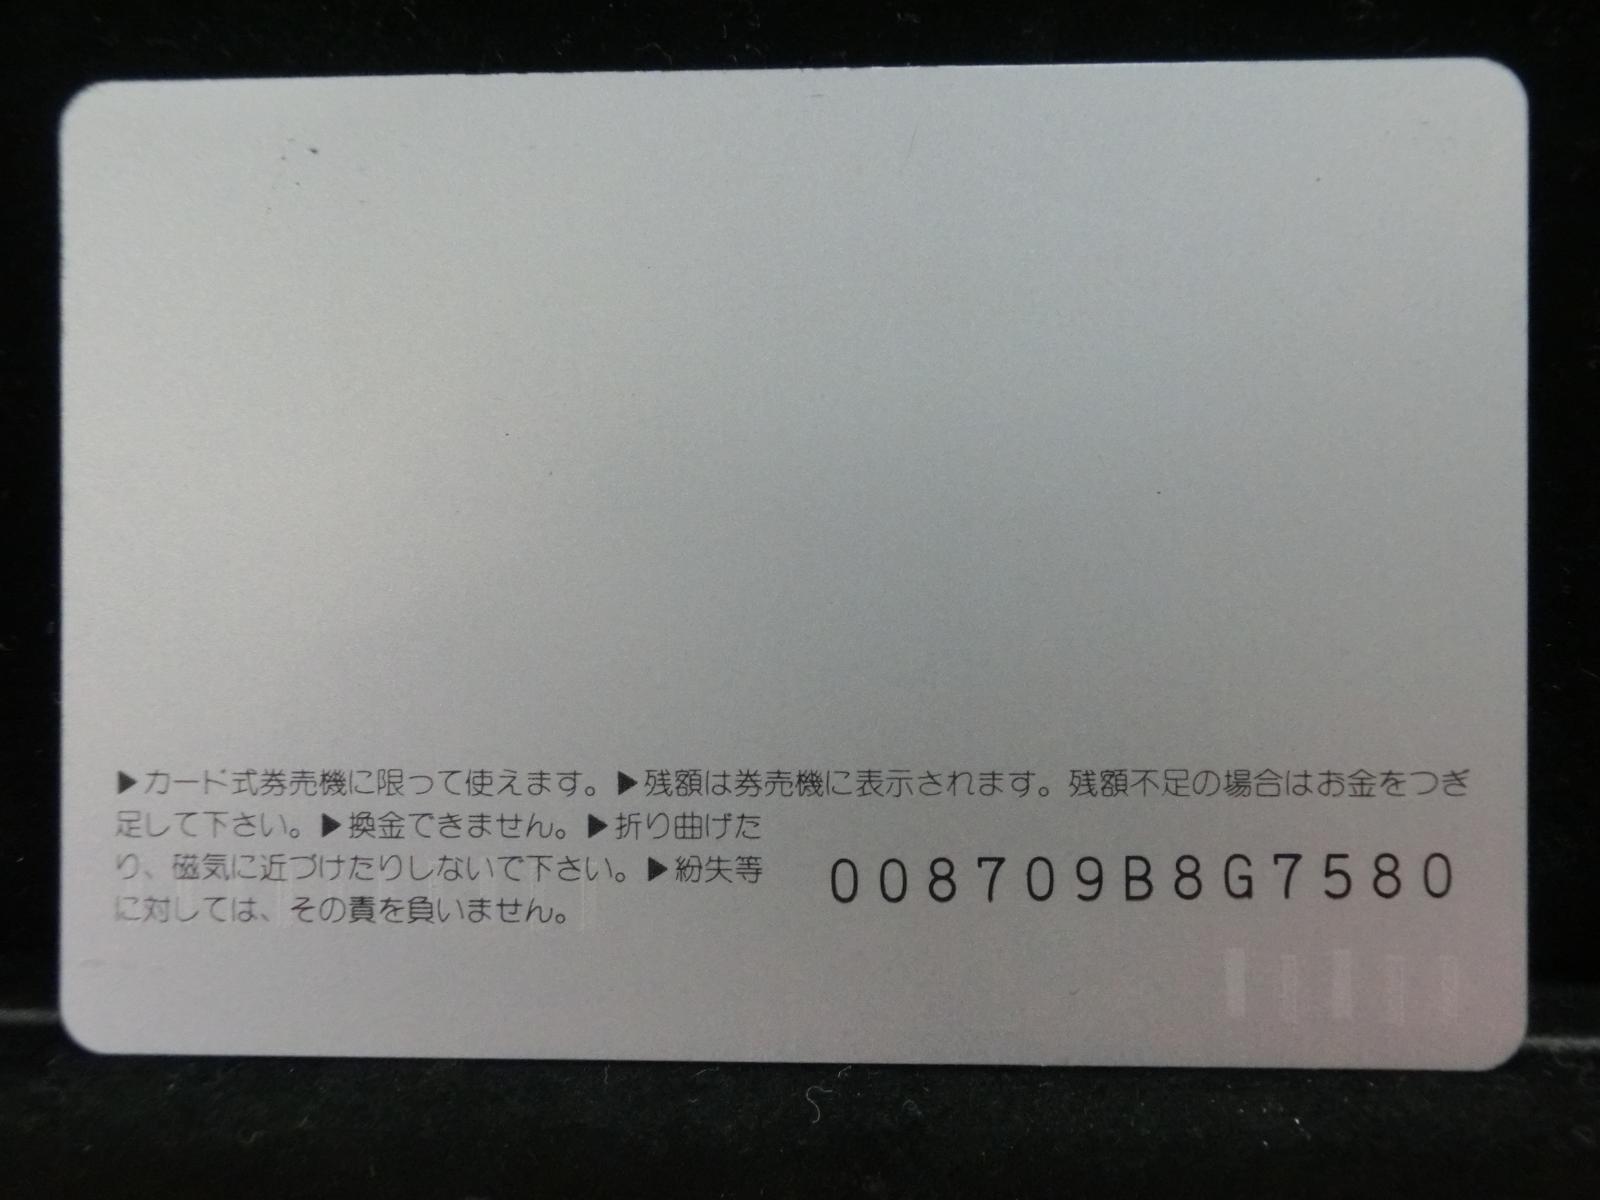 ▶カード式券売機に限って使えます。▶残額は券売機に表示されます。残額不足の場合はお金をつぎ
足して下さい。▶換金できません。▶折り曲げた
り、磁気に近づけたりしないで下さい。▶紛失等
に対しては、その責を負いません。
008709B8G7580